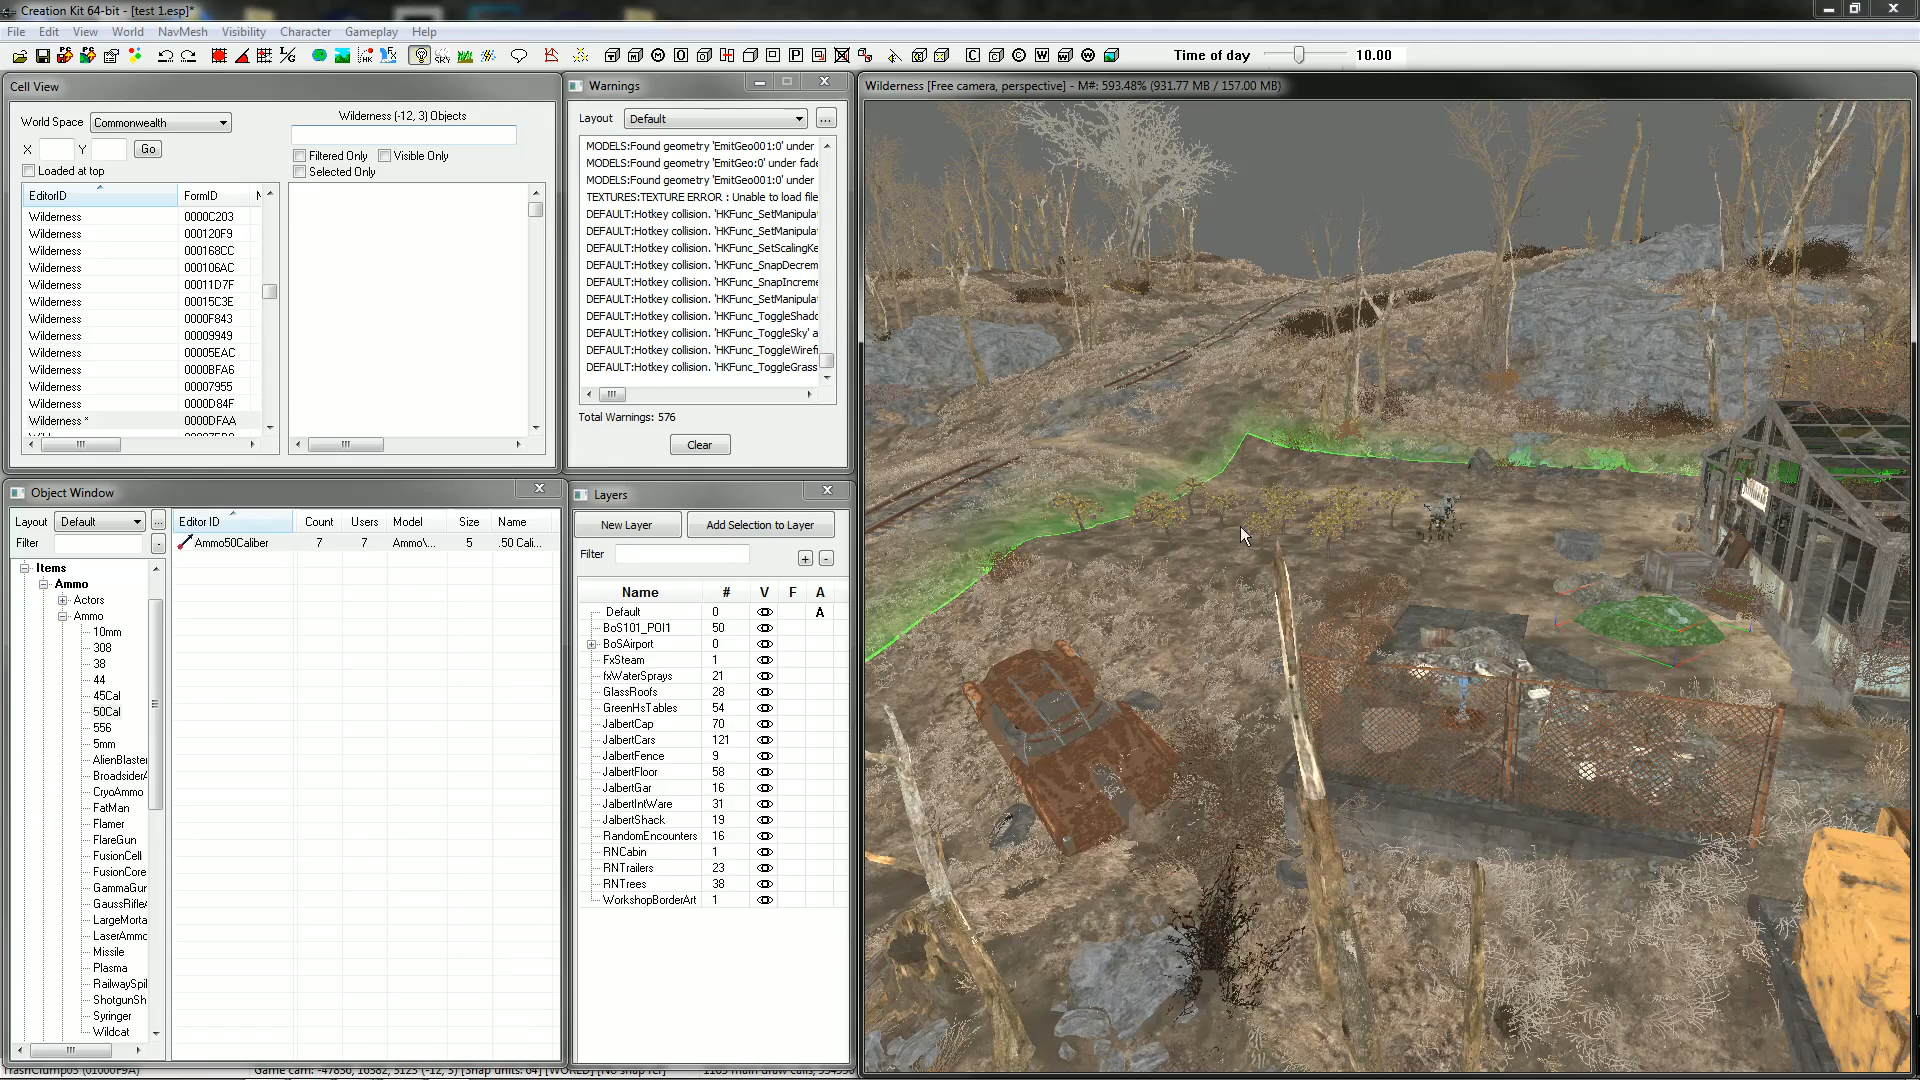 Creation Kit 64-bit - [test 1.esp]*
File Edit View World NavMesh Visibility Character Gameplay Help
Time of day 10.00
Cell View
World Space Commonwealth
X Y Go
Loaded at top
EditorID FormID
Wilderness 0000C203
Wilderness 000120F9
Wilderness 000168CC
Wilderness 000106AC
Wilderness 00011D7F
Wilderness 00015C3E
Wilderness 0000F843
Wilderness 00009949
Wilderness 00005EAC
Wilderness 0000BFA6
Wilderness 00007955
Wilderness 0000D84F
Wilderness * 0000DFAA
Wilderness (-12, 3) Objects
Filtered Only Visible Only
Selected Only
Warnings
Layout Default ...
MODELS:Found geometry 'EmitGeo001:0' under
MODELS:Found geometry 'EmitGeo:0' under fade
MODELS:Found geometry 'EmitGeo001:0' under
TEXTURES:TEXTURE ERROR : Unable to load file
DEFAULT:Hotkey collision. 'HKFunc_SetManipula
DEFAULT:Hotkey collision. 'HKFunc_SetManipula
DEFAULT:Hotkey collision. 'HKFunc_SetScalingKe
DEFAULT:Hotkey collision. 'HKFunc_SnapDecrem
DEFAULT:Hotkey collision. 'HKFunc_SnapIncreme
DEFAULT:Hotkey collision. 'HKFunc_SetManipula
DEFAULT:Hotkey collision. 'HKFunc_ToggleShado
DEFAULT:Hotkey collision. 'HKFunc_ToggleSky' a
DEFAULT:Hotkey collision. 'HKFunc_ToggleWirefr
DEFAULT:Hotkey collision. 'HKFunc_ToggleGrass
Total Warnings: 576
Clear
Wilderness [Free camera, perspective] - M#: 593.48% (931.77 MB / 157.00 MB)
Object Window
Layout Default ...
Filter -
Items
Ammo
Actors
Ammo
10mm
308
38
44
45Cal
50Cal
556
5mm
AlienBlaster
BroadsiderA
CryoAmmo
FatMan
Flamer
FlareGun
FusionCell
FusionCore
GammaGur
GaussRifleA
LargeMorta
LaserAmmo
Missile
Plasma
RailwaySpil
ShotgunSh
Syringer
Wildcat
Editor ID Count Users Model Size Name
Ammo50Caliber 7 7 Ammo\... 5 .50 Cali...
Layers
New Layer Add Selection to Layer
Filter + -
Name # V F A
Default 0 A
BoS101_POI1 50
BoSAirport 0
FxSteam 1
fxWaterSprays 21
GlassRoofs 28
GreenHsTables 54
JalbertCap 70
JalbertCars 121
JalbertFence 9
JalbertFloor 58
JalbertGar 16
JalbertIntWare 31
JalbertShack 19
RandomEncounters 16
RNCabin 1
RNTrailers 23
RNTrees 38
WorkshopBorderArt 1